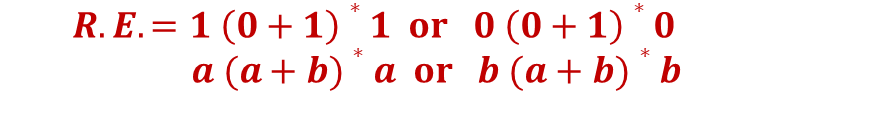 R. E. = 1 (0 + 1)* 1 or 0 (0 + 1)* 0
a (a + b)* a or b (a + b)* b